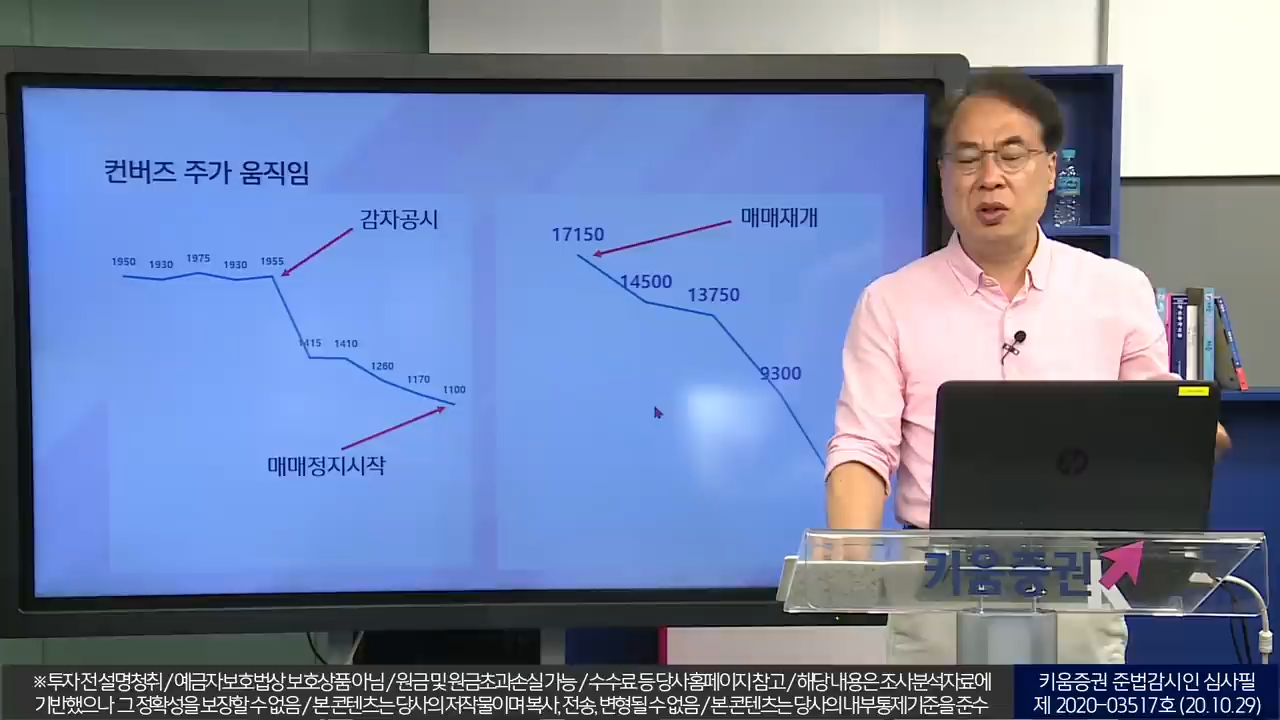 컨버즈 주가 움직임
감자공시
1950
1930
1975
1930
1955
1415
1410
1260
1170
1100
매매정지시작
매매재개
17150
14500
13750
9300
hp
키움증권
※ 투자 전 설명청취 / 예금자보호법상 보호상품 아님 / 원금 및 원금초과손실 가능 / 수수료 등 당사홈페이지 참고 / 해당 내용은 조사분석자료에
기반했으나 그 정확성을 보장할 수 없음 / 본 콘텐츠는 당사의 저작물이며 복사, 전송, 변형될 수 없음 / 본 콘텐츠는 당사의 내부통제기준을 준수
키움증권 준법감시인 심사필
제 2020-03517호 (20.10.29)